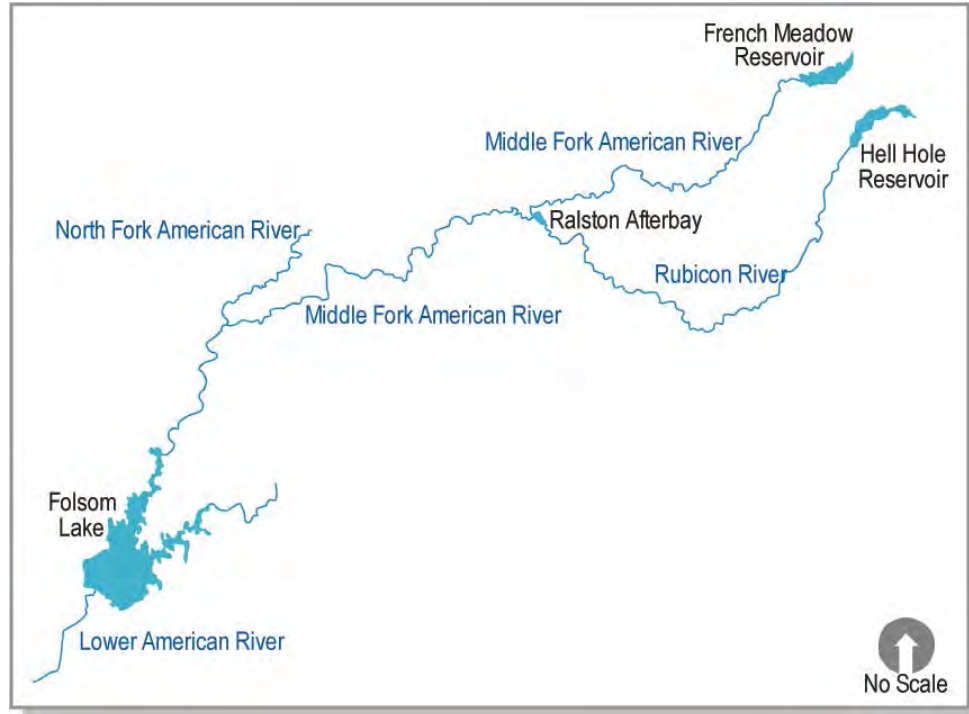 French Meadow
Reservoir
Middle Fork American River
Hell Hole
Reservoir
Ralston Afterbay
North Fork American River
Rubicon River
Middle Fork American River
Folsom
Lake
Lower American River
No Scale